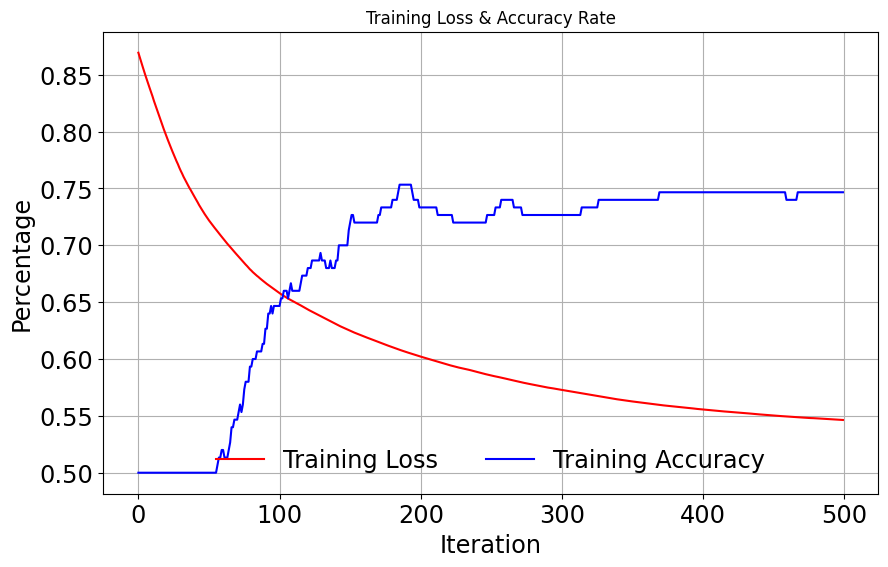 Training Loss & Accuracy Rate
0.85
0.80
0.75
0.70
0.65
0.60
0.55
0.50
Percentage
Training Loss
Training Accuracy
0 100 200 300 400 500
Iteration